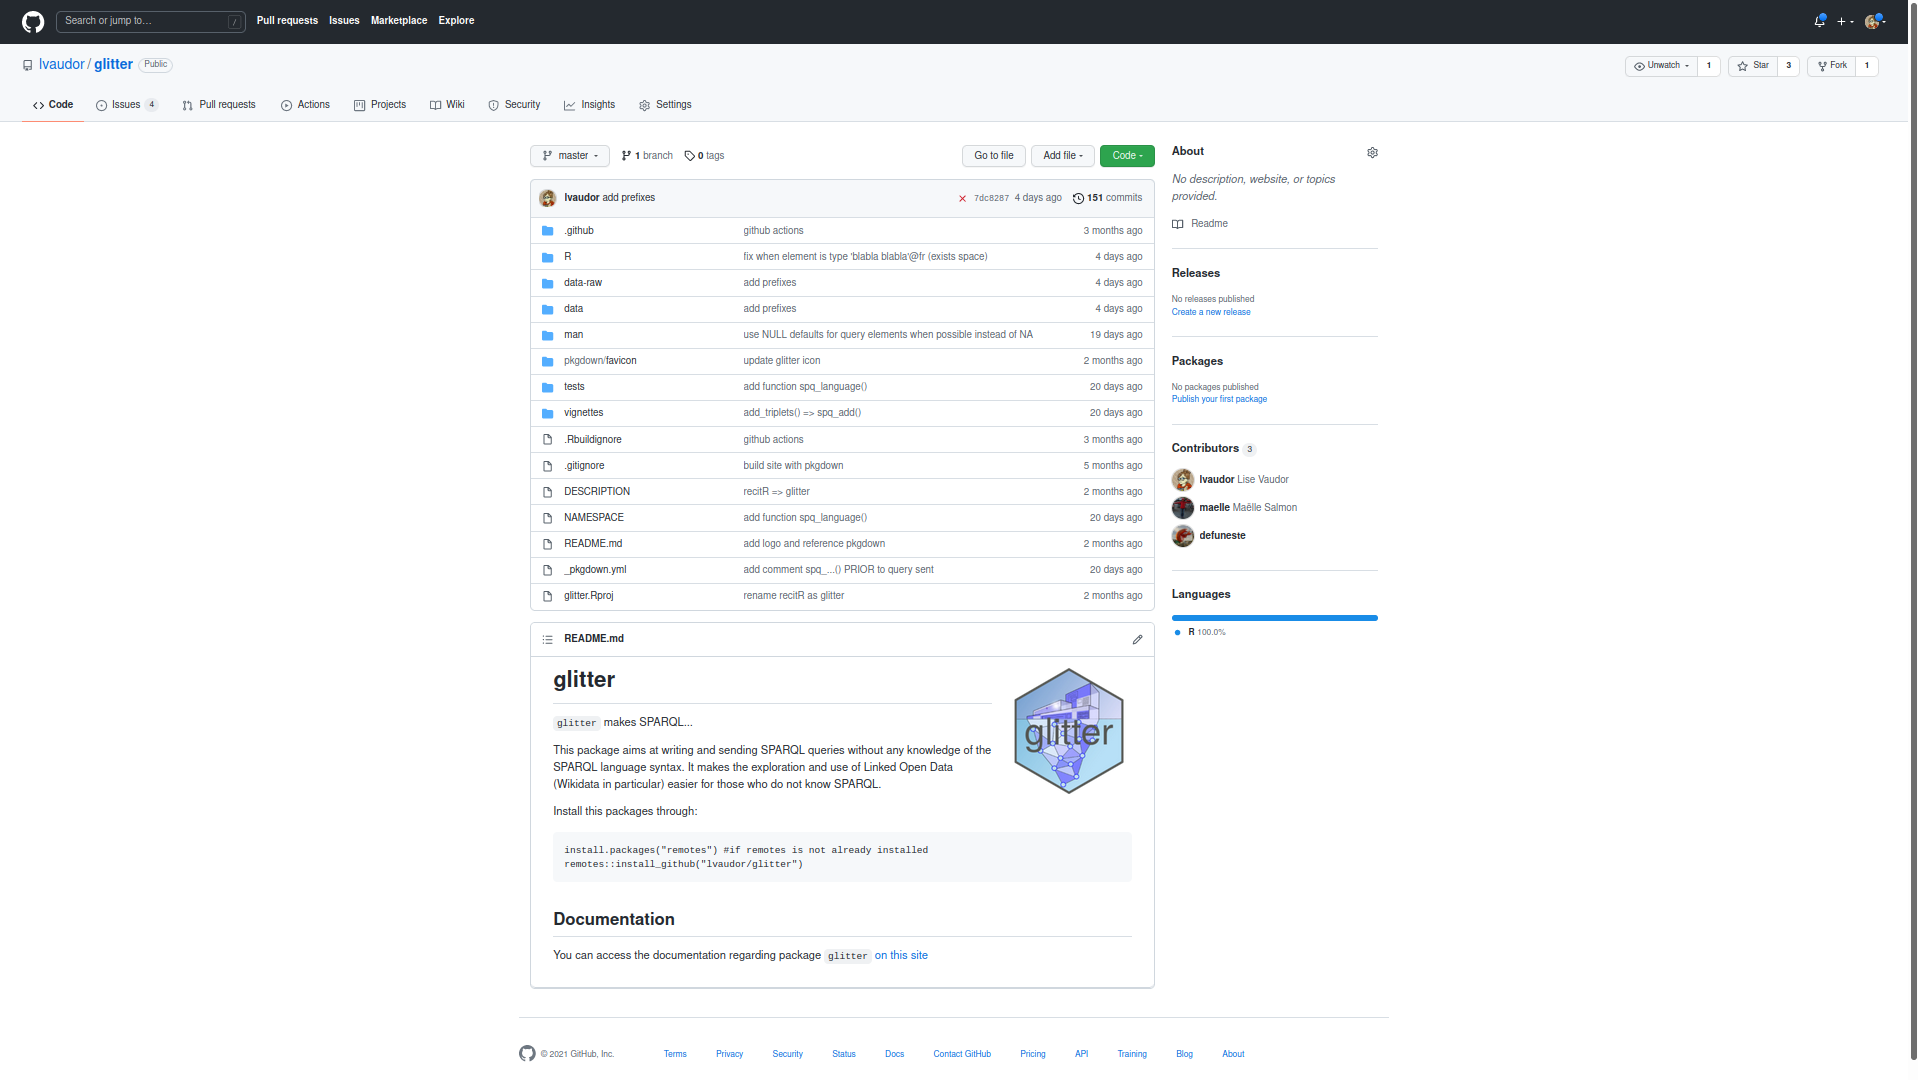 Search or jump to... /
Pull requests Issues Marketplace Explore
lvaudor / glitter Public
Unwatch 1 Star 3 Fork 1
Code Issues 4 Pull requests Actions Projects Wiki Security Insights Settings
master 1 branch 0 tags Go to file Add file Code
lvaudor add prefixes 7dc8287 4 days ago 151 commits
.github github actions 3 months ago
R fix when element is type 'blabla blabla'@fr (exists space) 4 days ago
data-raw add prefixes 4 days ago
data add prefixes 4 days ago
man use NULL defaults for query elements when possible instead of NA 19 days ago
pkgdown/favicon update glitter icon 2 months ago
tests add function spq_language() 20 days ago
vignettes add_triplets() => spq_add() 20 days ago
.Rbuildignore github actions 3 months ago
.gitignore build site with pkgdown 5 months ago
DESCRIPTION recitR => glitter 2 months ago
NAMESPACE add function spq_language() 20 days ago
README.md add logo and reference pkgdown 2 months ago
_pkgdown.yml add comment spq_...() PRIOR to query sent 20 days ago
glitter.Rproj rename recitR as glitter 2 months ago
README.md
glitter
glitter makes SPARQL...
This package aims at writing and sending SPARQL queries without any knowledge of the
SPARQL language syntax. It makes the exploration and use of Linked Open Data
(Wikidata in particular) easier for those who do not know SPARQL.
glitter
Install this packages through:
install.packages("remotes") #if remotes is not already installed
remotes::install_github("lvaudor/glitter")
Documentation
You can access the documentation regarding package glitter on this site
About
No description, website, or topics
provided.
Readme
Releases
No releases published
Create a new release
Packages
No packages published
Publish your first package
Contributors 3
lvaudor Lise Vaudor
maelle Maëlle Salmon
defuneste
Languages
R 100.0%
© 2021 GitHub, Inc. Terms Privacy Security Status Docs Contact GitHub Pricing API Training Blog About